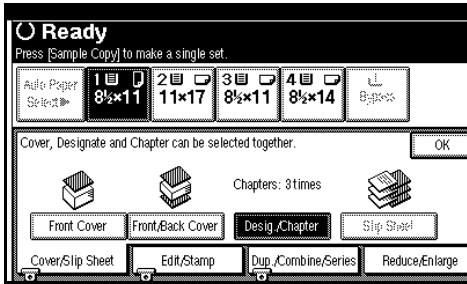 Ready
Press [Sample Copy] to make a single set.
Auto Paper
Select▶
1
8½×11
2
11×17
3
8½×11
4
8½×14
Bypass
Cover, Designate and Chapter can be selected together.
OK
Chapters: 3 times
Front Cover
Front/Back Cover
Desig./Chapter
Slip Sheet
Cover/Slip Sheet
Edit/Stamp
Dup./Combine/Series
Reduce/Enlarge